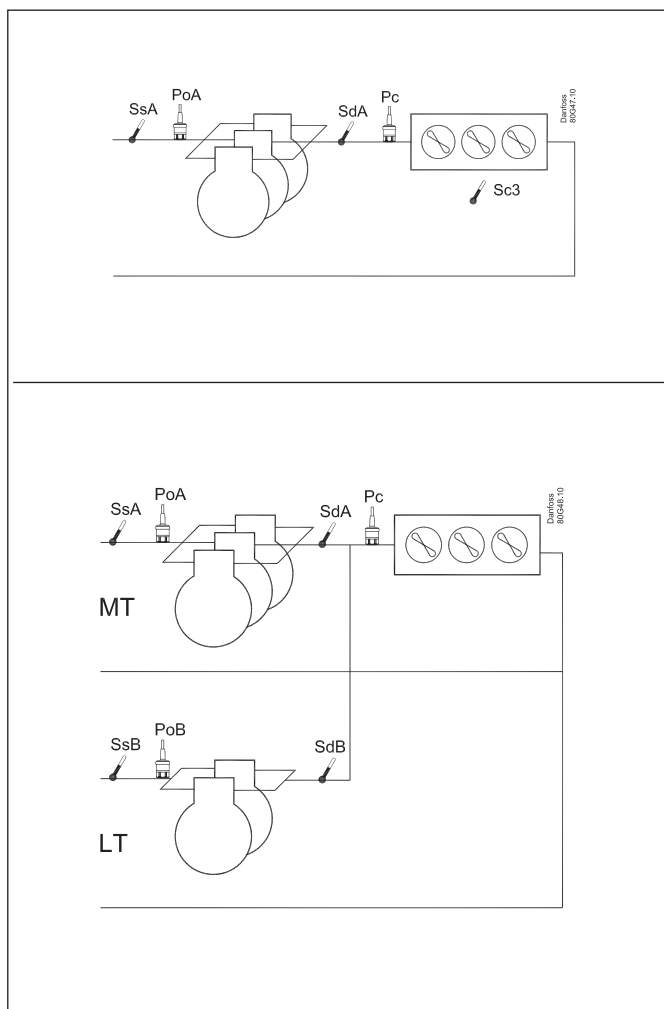 SsA
PoA
SdA
Pc
Danfoss
80G47.10
Sc3
SsA
PoA
SdA
Pc
Danfoss
80G48.10
MT
SsB
PoB
SdB
LT